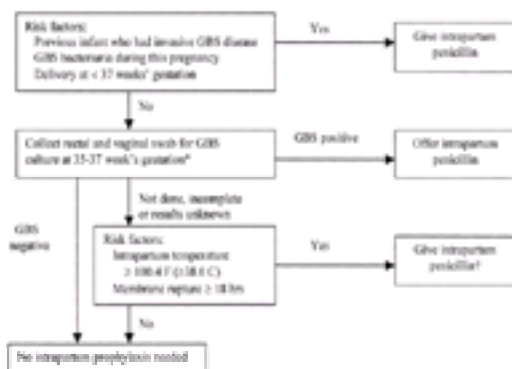 Risk factors:
Previous infant who had invasive GBS disease
GBS bacteriuria during this pregnancy
Delivery at < 37 weeks' gestation
Yes
Give intrapartum
penicillin
No
Collect rectal and vaginal swab for GBS
culture at 35-37 week's gestation*
GBS positive
Offer intrapartum
penicillin
Not done, incomplete
or results unknown
GBS
negative
Risk factors:
Intrapartum temperature
≥ 100.4 F (≥38.0 C)
Membrane rupture ≥ 18 hrs
Yes
Give intrapartum
penicillin†
No
No intrapartum prophylaxis needed